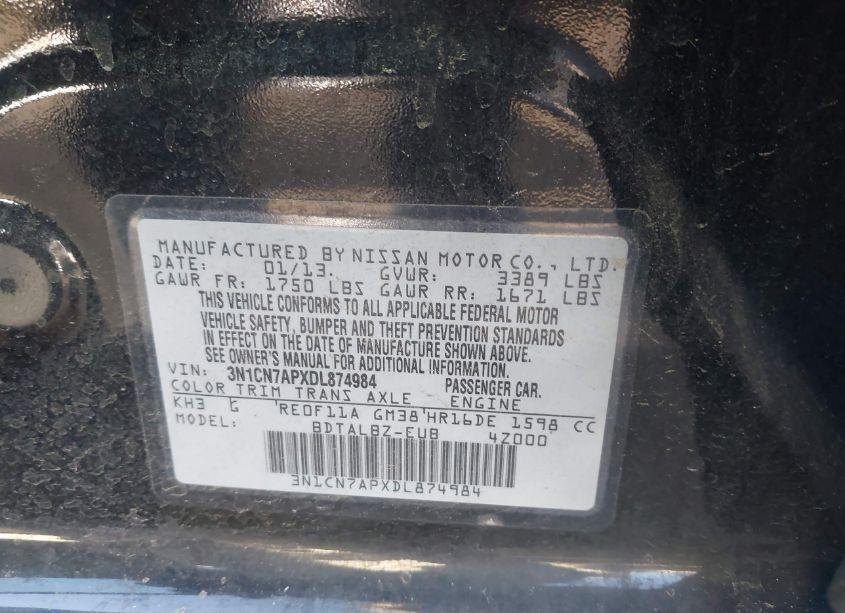 MANUFACTURED BY NISSAN MOTOR CO., LTD.
DATE: 01/13. GVWR: 3389 LBS
GAWR FR: 1750 LBS GAWR RR: 1671 LBS
THIS VEHICLE CONFORMS TO ALL APPLICABLE FEDERAL MOTOR
VEHICLE SAFETY, BUMPER AND THEFT PREVENTION STANDARDS
IN EFFECT ON THE DATE OF MANUFACTURE SHOWN ABOVE.
SEE OWNER'S MANUAL FOR ADDITIONAL INFORMATION.
VIN: 3N1CN7APXDL874984 PASSENGER CAR.
COLOR TRIM TRANS AXLE ENGINE
KH3 G RE0F11A GM38 HR16DE 1598 CC
MODEL: BDTALBZ-EUB 4Z000
3N1CN7APXDL874984